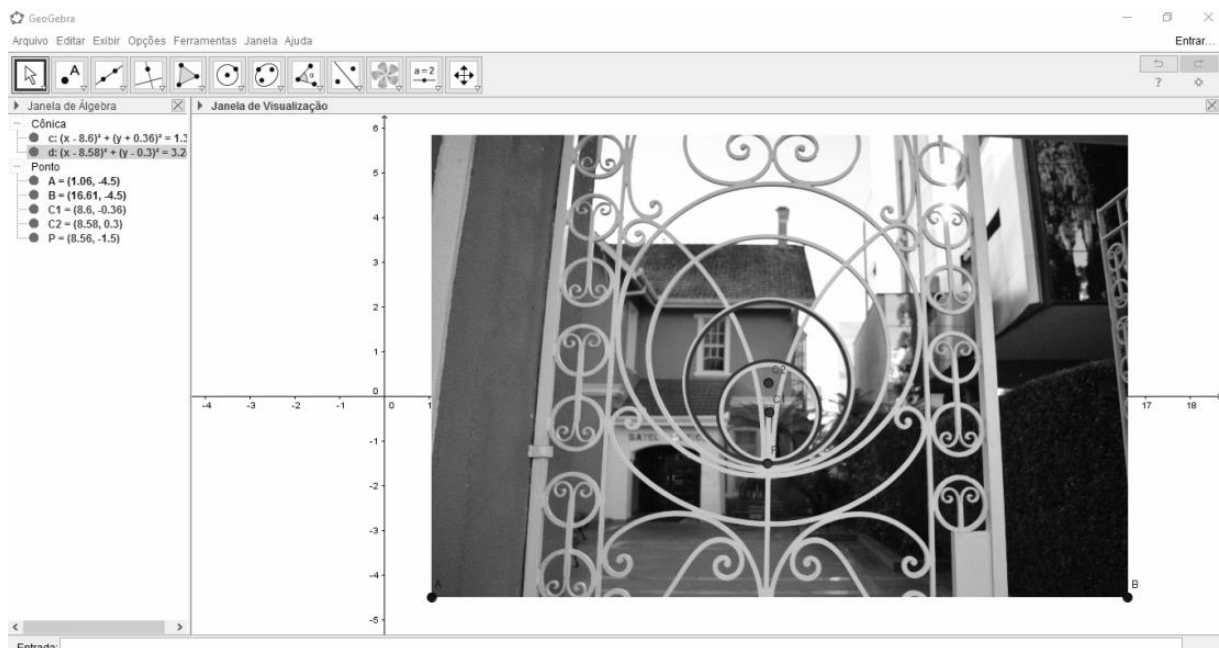 GeoGebra
Arquivo Editar Exibir Opções Ferramentas Janela Ajuda
Entrar...
A
α
a=2
?
Janela de Álgebra
Janela de Visualização
Cônica
c: (x - 8.6)² + (y + 0.36)² = 1.3
d: (x - 8.58)² + (y - 0.3)² = 3.2
Ponto
A = (1.06, -4.5)
B = (16.61, -4.5)
C1 = (8.6, -0.36)
C2 = (8.58, 0.3)
P = (8.56, -1.5)
6
5
4
3
2
1
0
-4 -3 -2 -1 0 1 17 18
-1
-2
-3
-4
-5
C2
C1
P
A
B
Entrada: